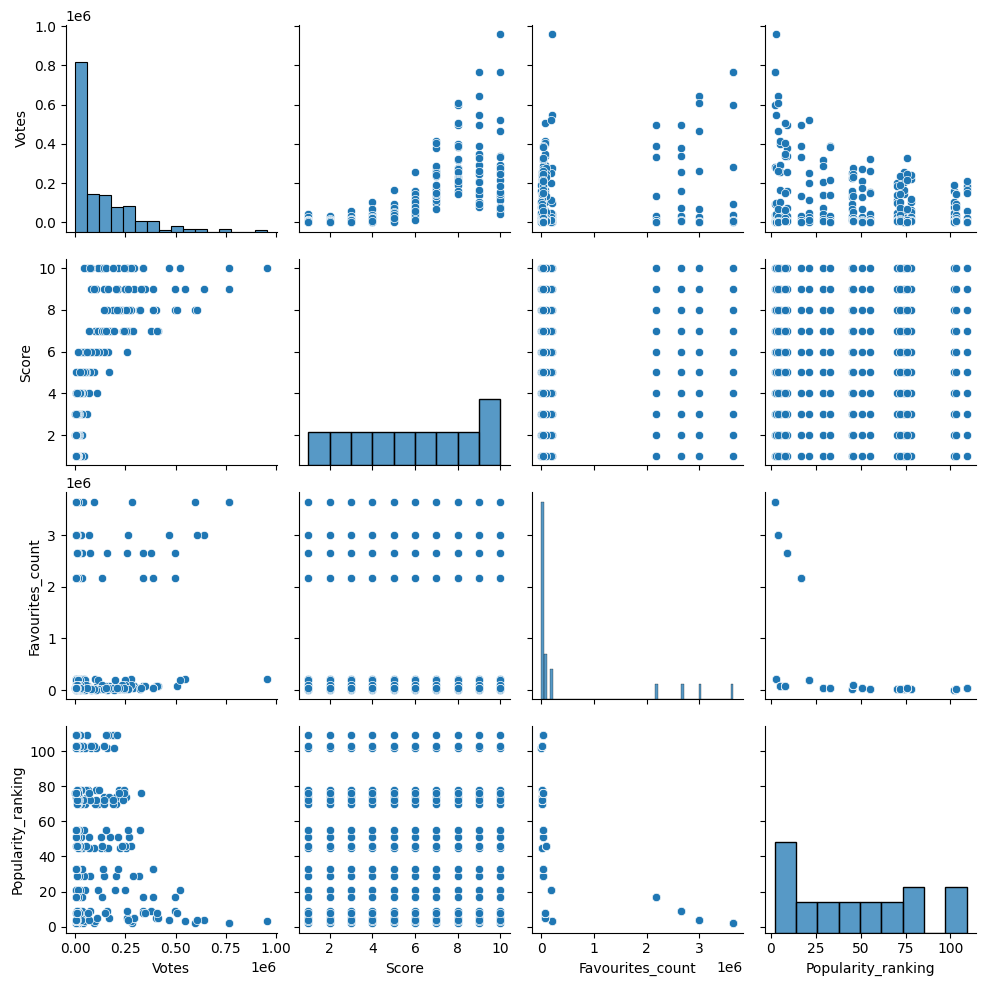 1e6
1.0
0.8
0.6
0.4
0.2
0.0
Votes
10
8
6
4
2
Score
1e6
3
2
1
0
Favourites_count
100
80
60
40
20
0
Popularity_ranking
0.00 0.25 0.50 0.75 1.00
1e6
Votes
2 4 6 8 10
Score
0 1 2 3
1e6
Favourites_count
0 25 50 75 100
Popularity_ranking